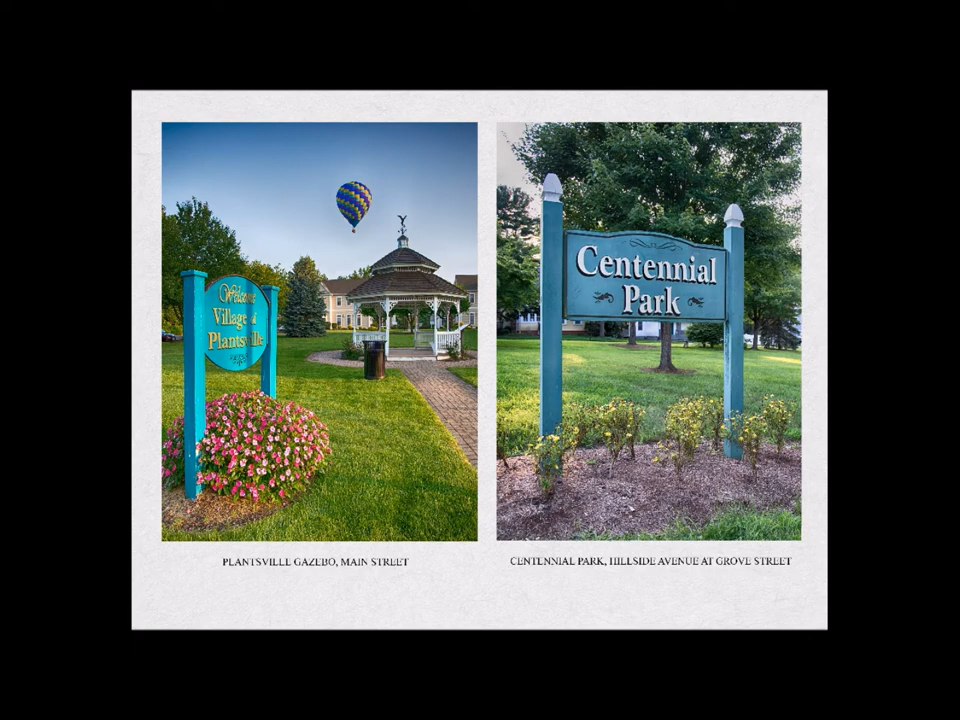 Welcome
Village of
Plantsville
Centennial
Park
PLANTSVILLE GAZEBO, MAIN STREET
CENTENNIAL PARK, HILLSIDE AVENUE AT GROVE STREET